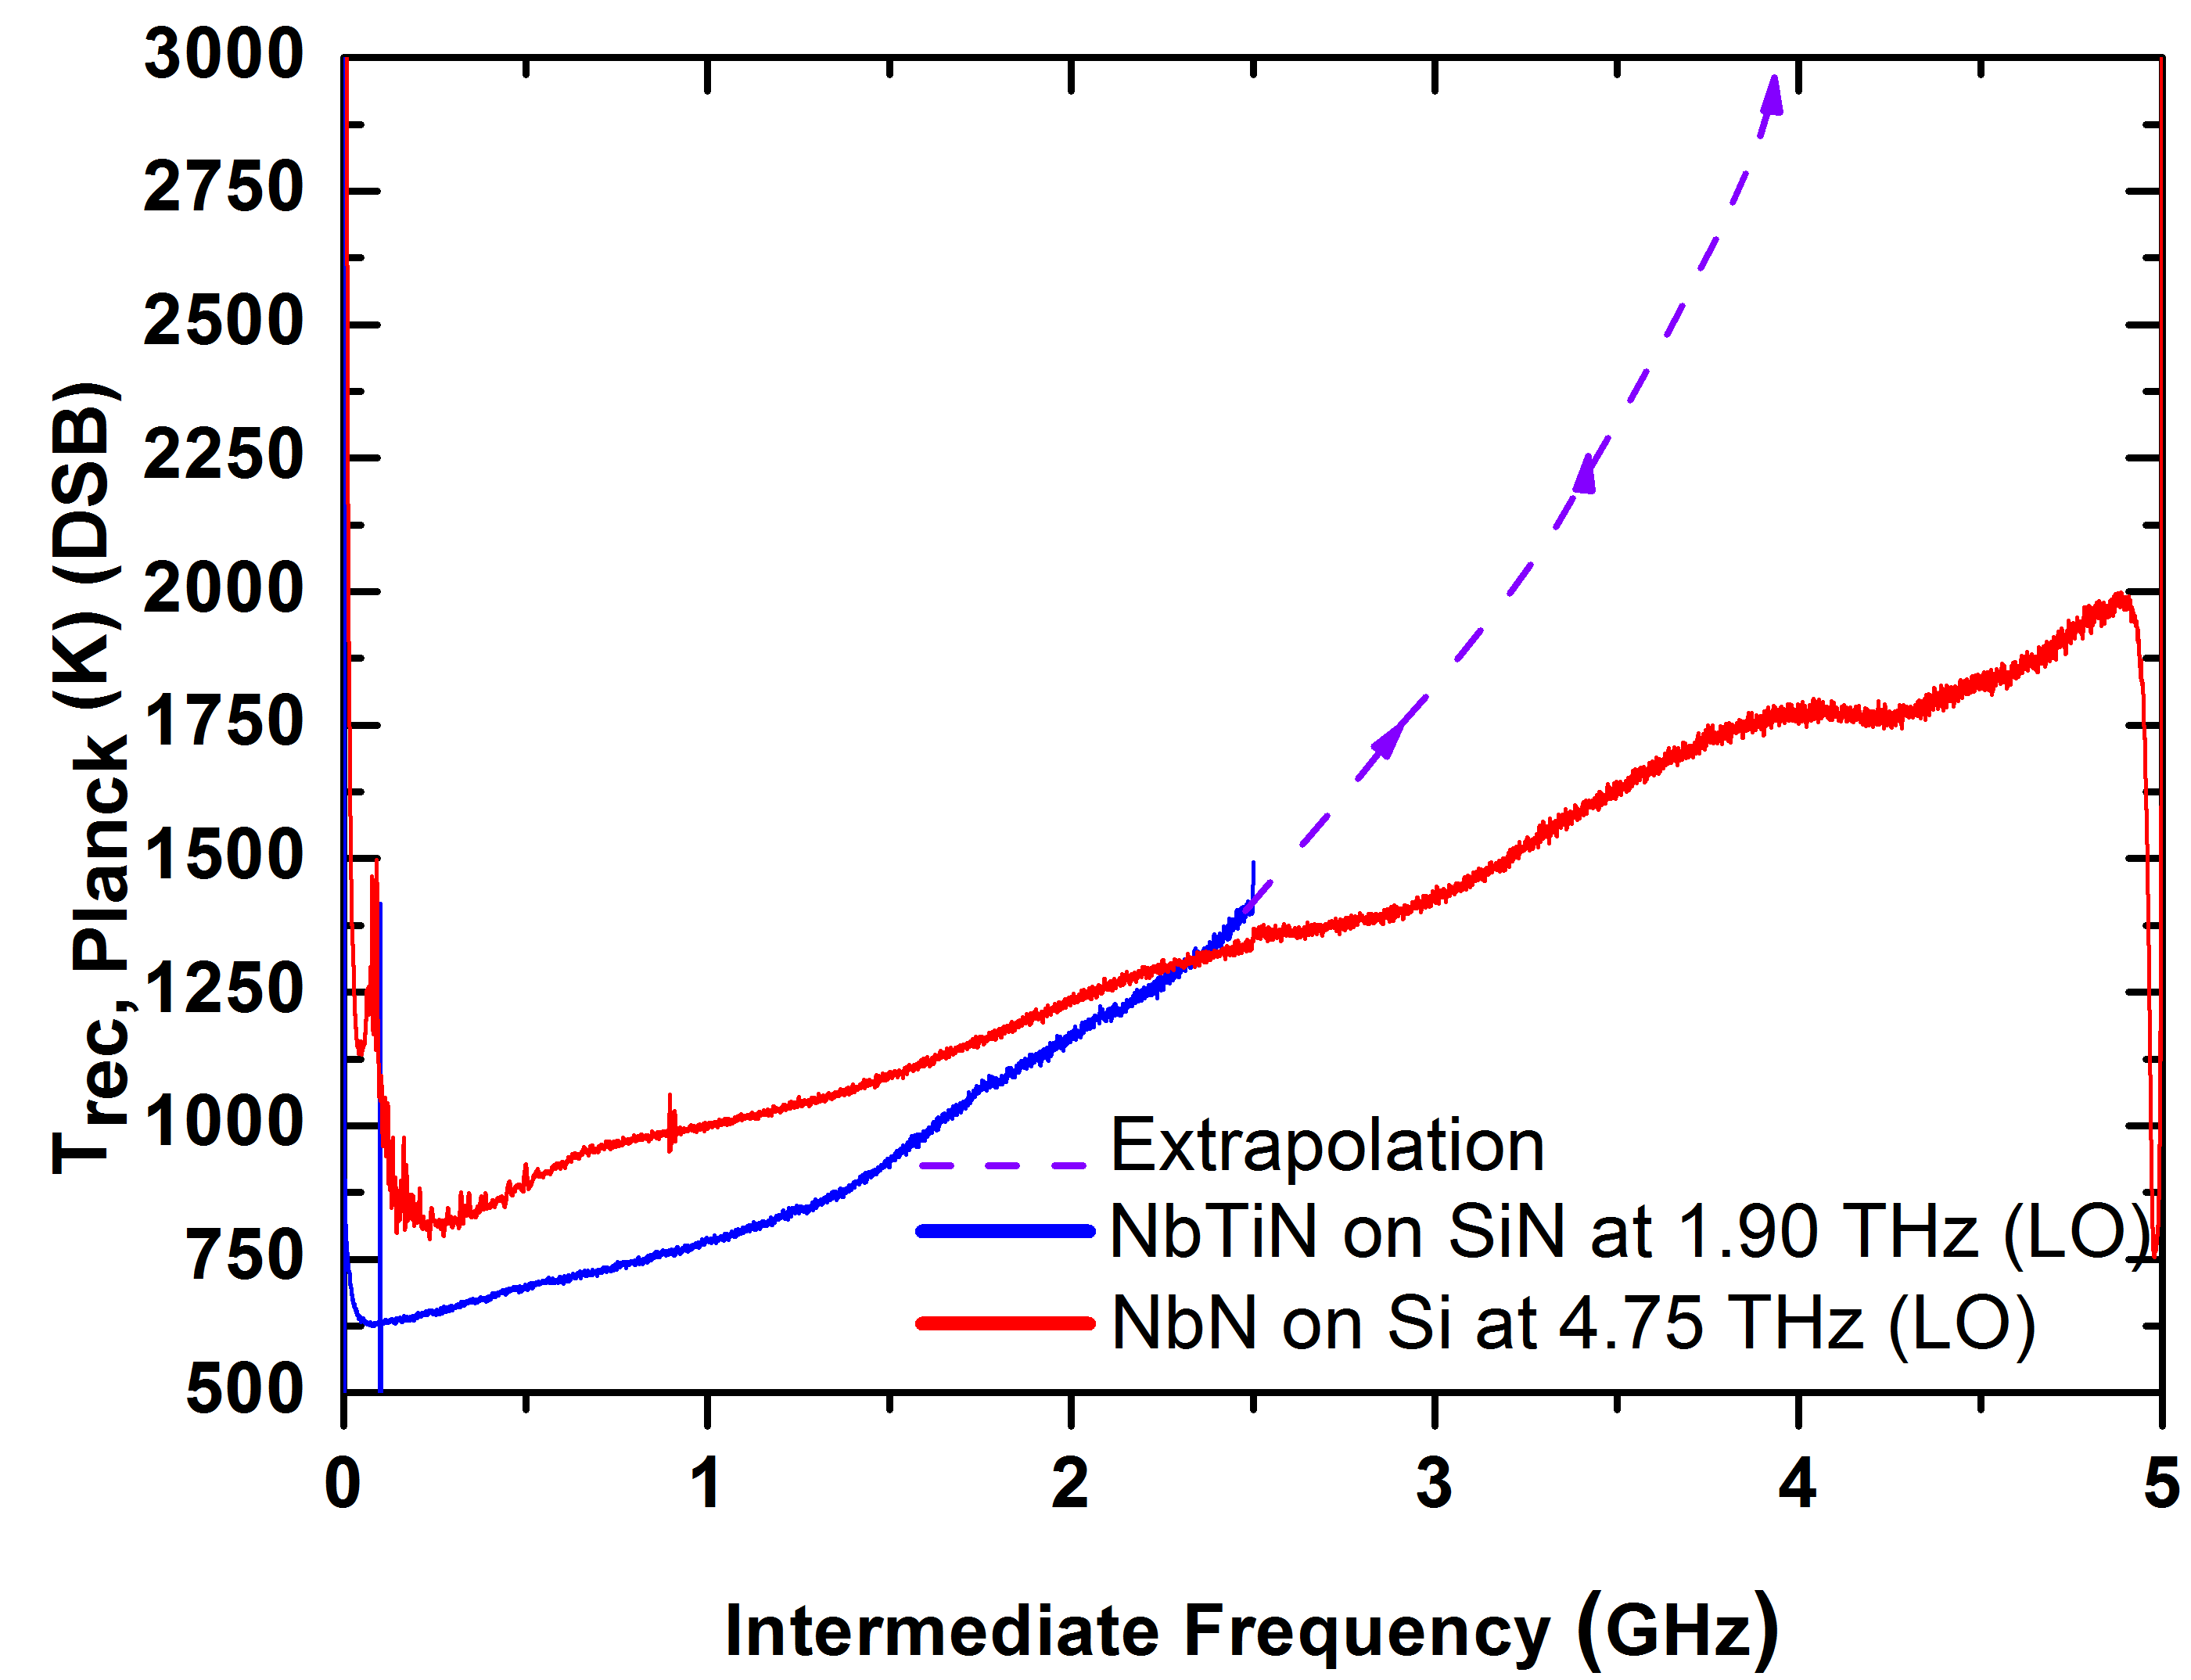 3000
2750
2500
2250
2000
1750
1500
1250
1000
750
500
Trec, Planck (K) (DSB)
Extrapolation
NbTiN on SiN at 1.90 THz (LO)
NbN on Si at 4.75 THz (LO)
0 1 2 3 4 5
Intermediate Frequency (GHz)